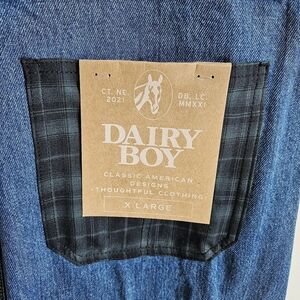 CT. NE.
2021
DB. LC.
MMXXI
DAIRY
BOY
CLASSIC AMERICAN
DESIGNS
THOUGHTFUL CLOTHING
X LARGE